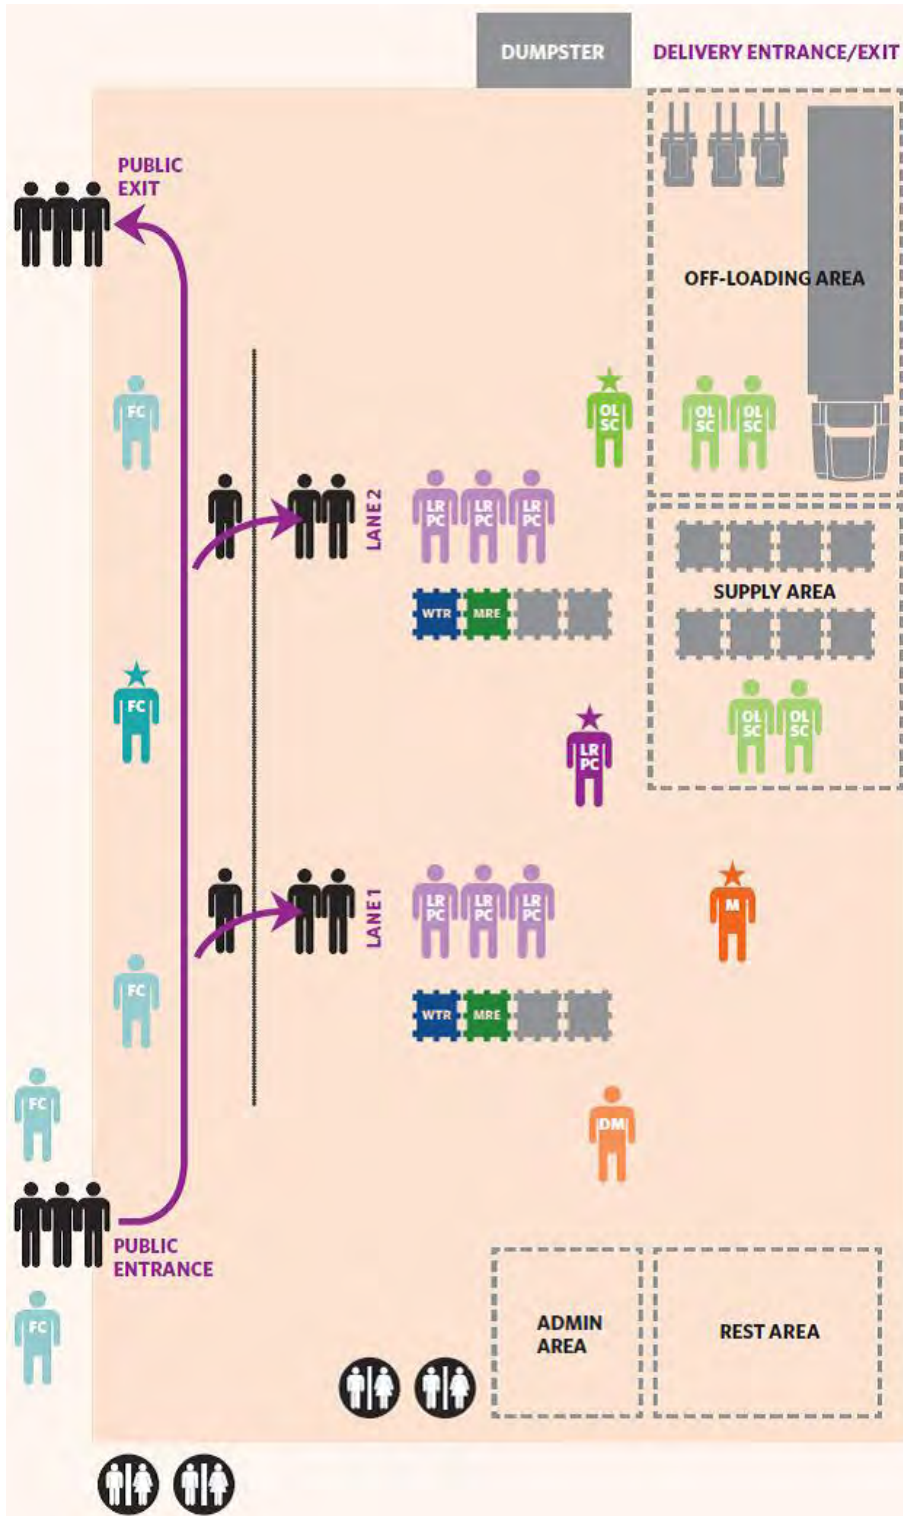 DUMPSTER
DELIVERY ENTRANCE/EXIT
PUBLIC
EXIT
OFF-LOADING AREA
FC
OL
SC
OL
SC
OL
SC
LANE 2
LR
PC
LR
PC
LR
PC
WTR
MRE
SUPPLY AREA
FC
OL
SC
OL
SC
LR
PC
LANE 1
LR
PC
LR
PC
LR
PC
M
FC
WTR
MRE
FC
DM
PUBLIC
ENTRANCE
FC
ADMIN
AREA
REST AREA